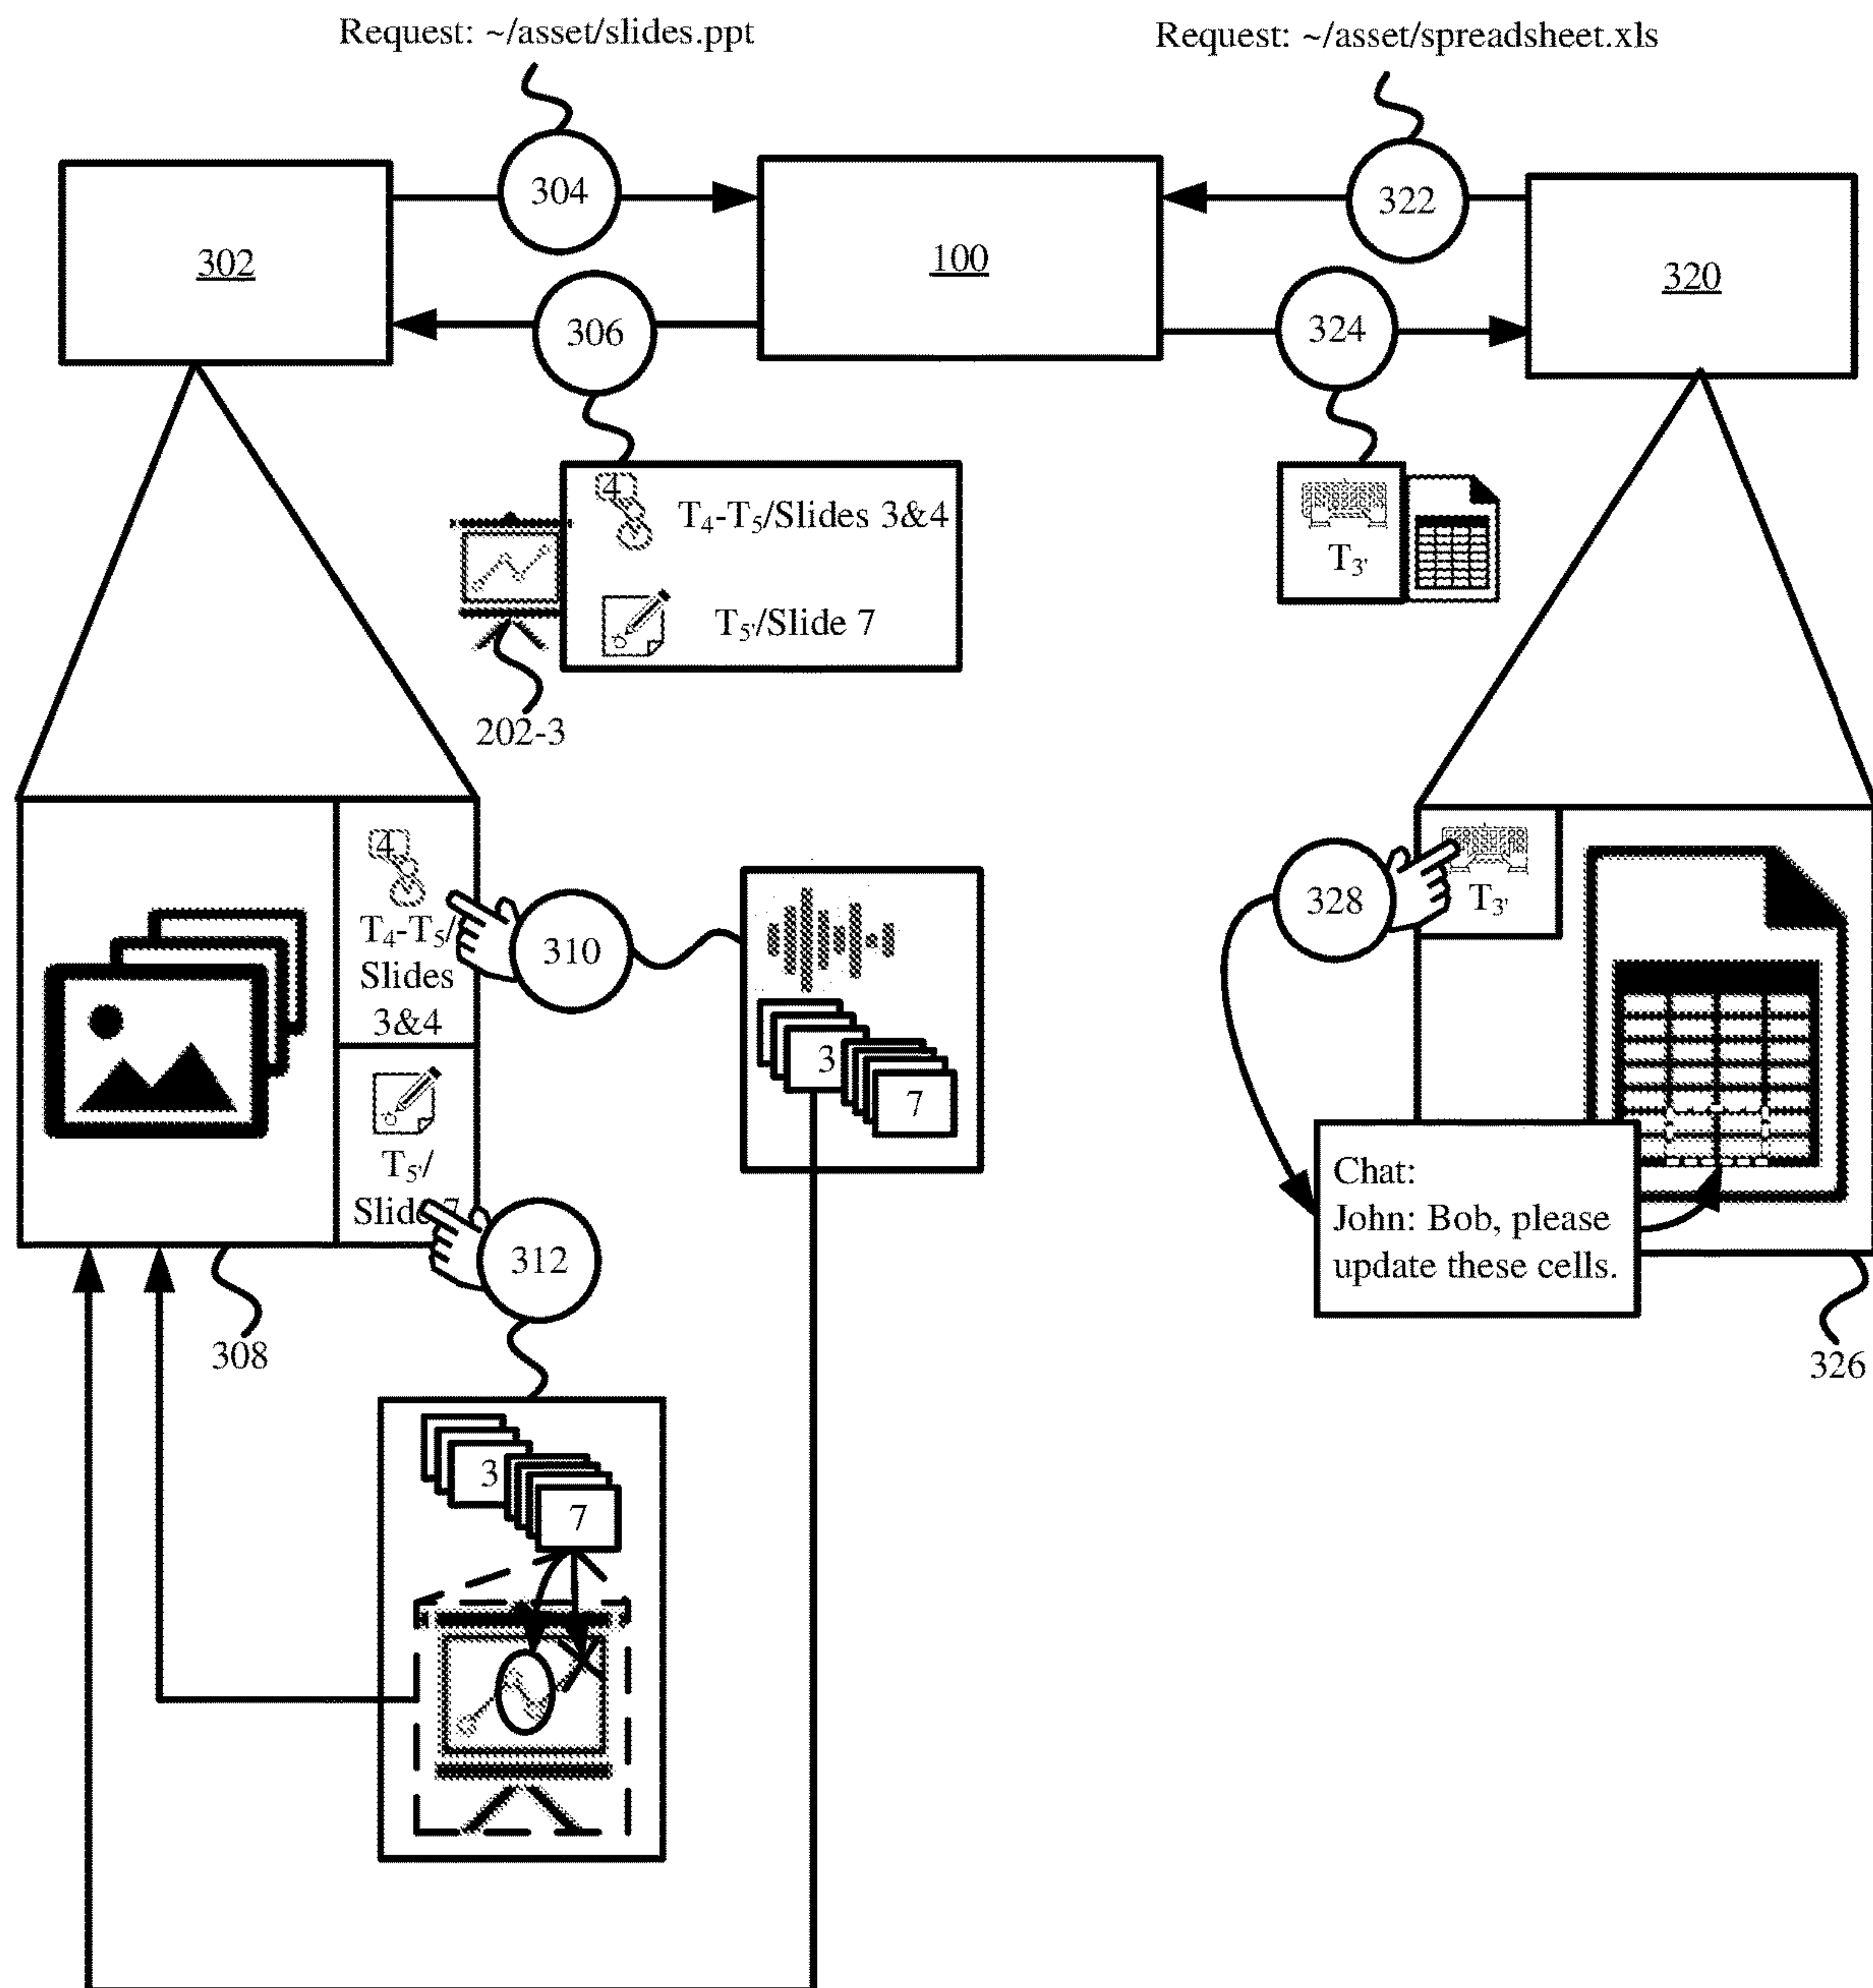 Request: ~/asset/slides.ppt
Request: ~/asset/spreadsheet.xls
304
322
302
100
320
306
324
4
T4-T5/Slides 3&4
T5'/Slide 7
T3'
202-3
4
T4-T5/
Slides
3&4
310
3
7
328
T3'
T5'/
Slide 7
312
Chat:
John: Bob, please
update these cells.
308
326
3
7